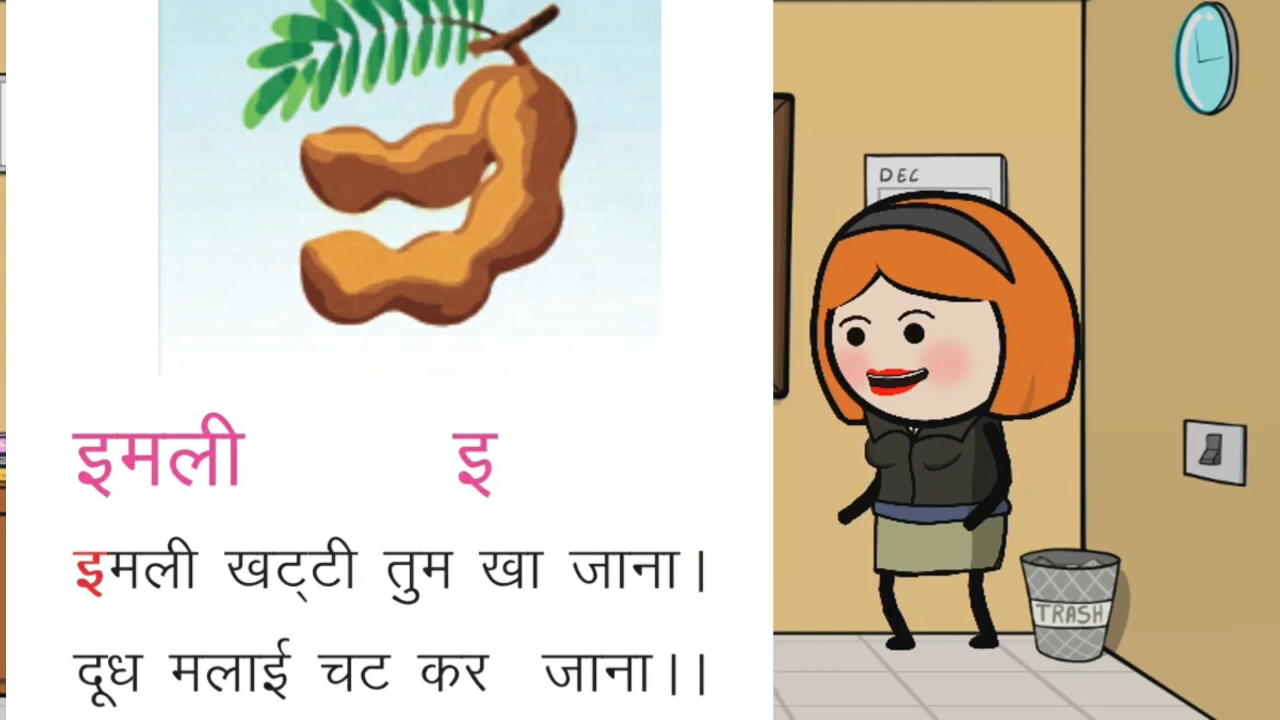 इमली इ
इमली खट्टी तुम खा जाना।
दूध मलाई चट कर जाना।।
DEC
TRASH